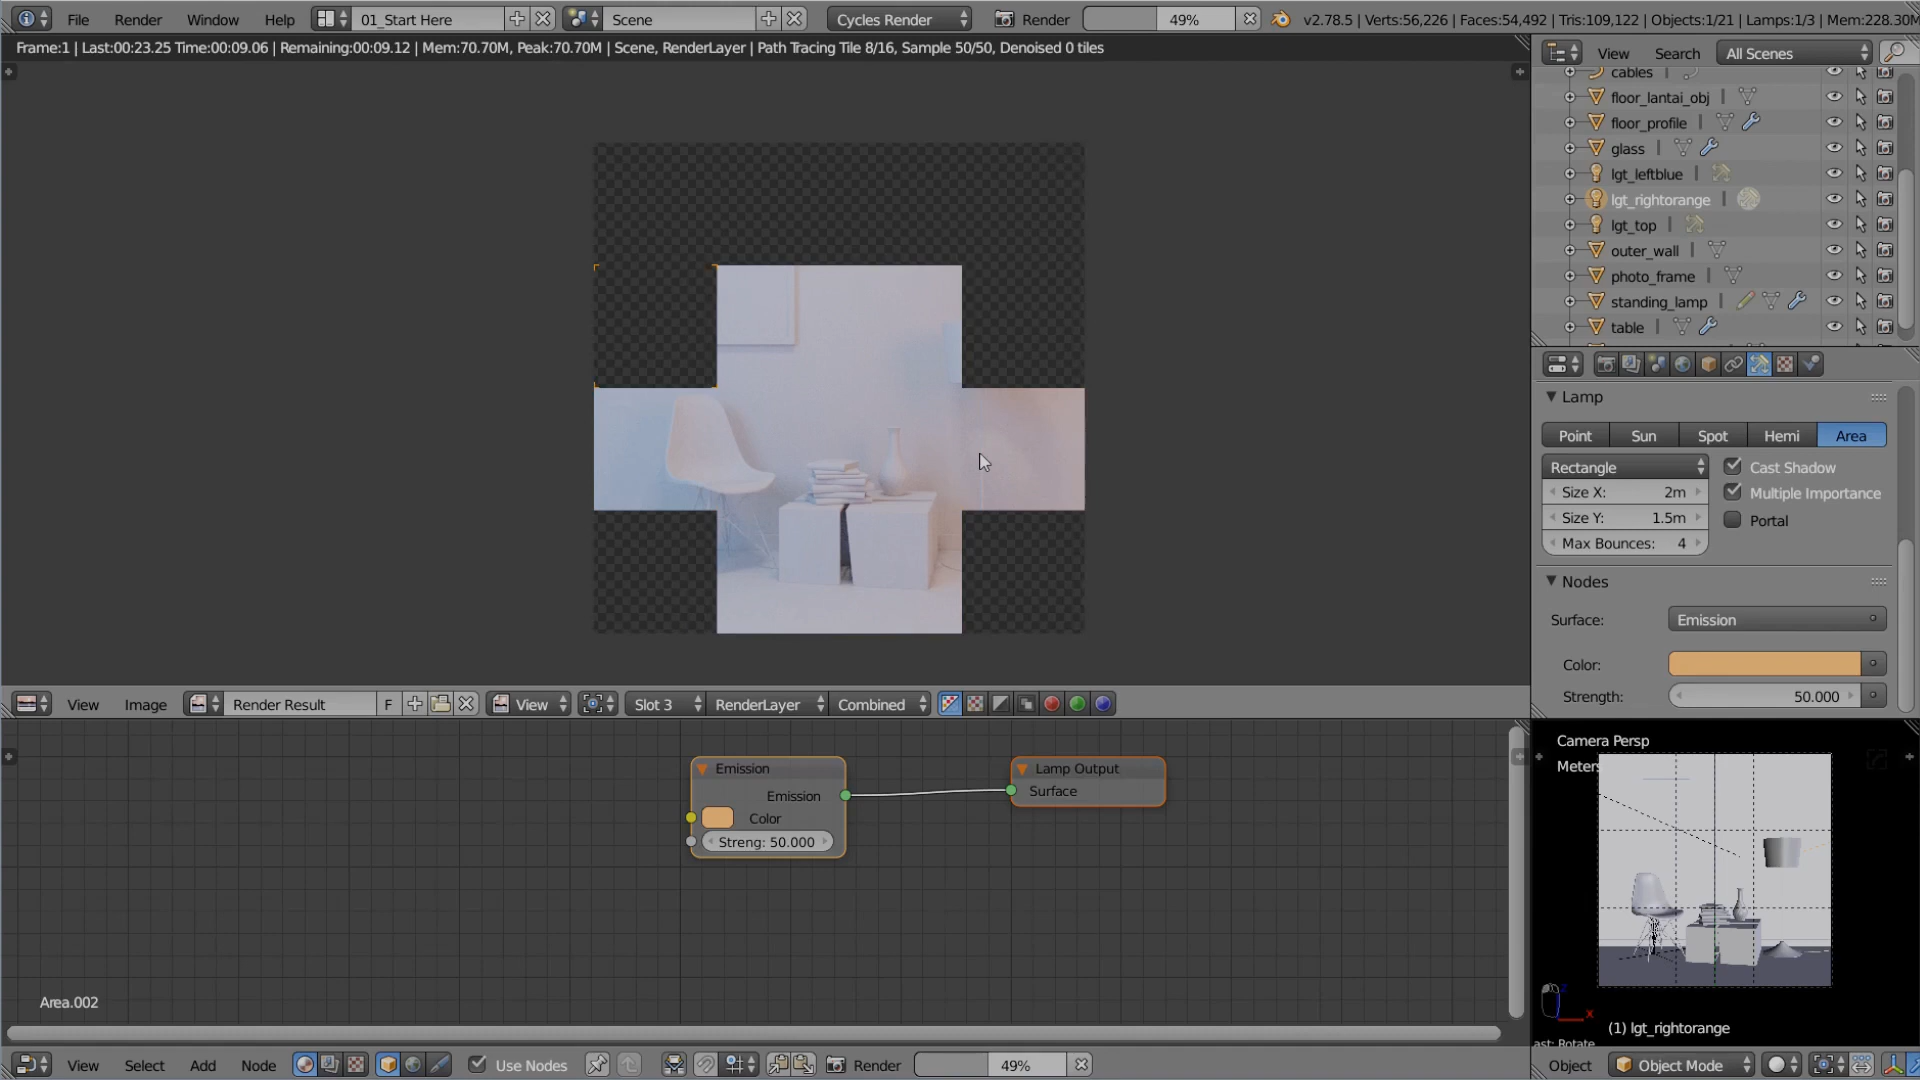 File Render Window Help 01_Start Here Scene Cycles Render Render 49% v2.78.5 | Verts:56,226 | Faces:54,492 | Tris:109,122 | Objects:1/21 | Lamps:1/3 | Mem:228.30M
Frame:1 | Last:00:23.25 Time:00:09.06 | Remaining:00:09.12 | Mem:70.70M, Peak:70.70M | Scene, RenderLayer | Path Tracing Tile 8/16, Sample 50/50, Denoised 0 tiles
View Search All Scenes
cables
floor_lantai_obj
floor_profile
glass
lgt_leftblue
lgt_rightorange
lgt_top
outer_wall
photo_frame
standing_lamp
table
Lamp
Point Sun Spot Hemi Area
Rectangle Cast Shadow
Size X: 2m Multiple Importance
Size Y: 1.5m Portal
Max Bounces: 4
Nodes
Surface: Emission
Color:
Strength: 50.000
View Image Render Result F View Slot 3 RenderLayer Combined
Emission
Emission
Color
Streng: 50.000
Lamp Output
Surface
Area.002
Camera Persp
Meters
x
(1) lgt_rightorange
ast: Rotate
View Select Add Node Use Nodes Render 49%
Object Object Mode